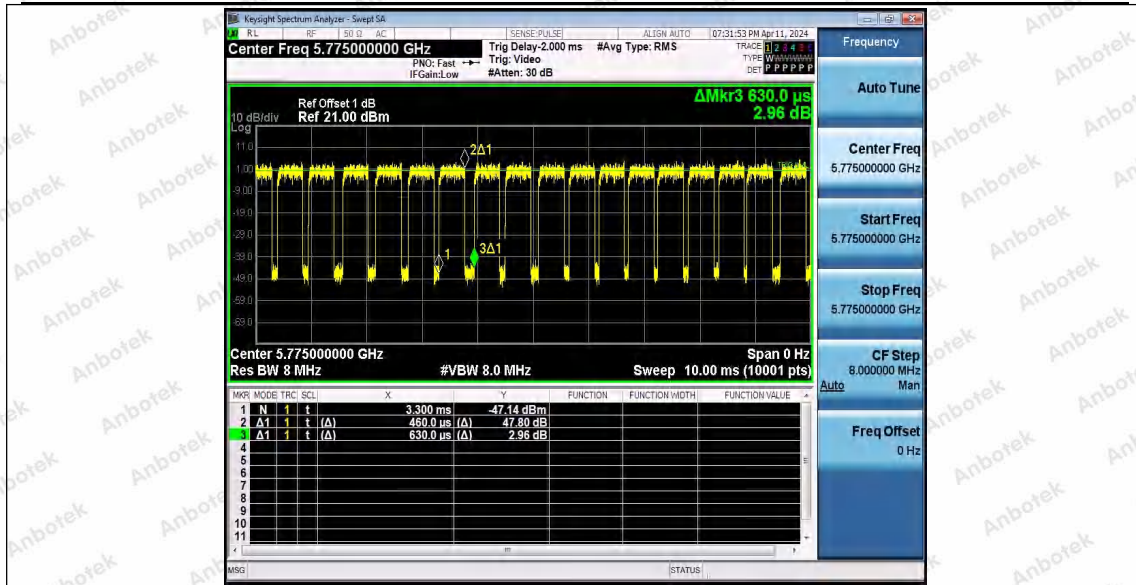 Keysight Spectrum Analyzer - Swept SA
RL RF 50 Ω AC SENSE:PULSE ALIGN AUTO 07:31:53 PM Apr 11, 2024
Center Freq 5.775000000 GHz Trig Delay-2.000 ms #Avg Type: RMS TRACE 1 2 3 4 5 6
PNO: Fast Trig: Video TYPE WWWWWW
IFGain:Low #Atten: 30 dB DET P P P P P P
Frequency
ΔMkr3 630.0 µs
2.96 dB
Ref Offset 1 dB
10 dB/div Ref 21.00 dBm
Log
11.0
1.00
-9.00
-19.0
-29.0
-39.0
-49.0
-59.0
-69.0
2Δ1
1
3Δ1
Center 5.775000000 GHz Span 0 Hz
Res BW 8 MHz #VBW 8.0 MHz Sweep 10.00 ms (10001 pts)
MKR MODE TRC SCL X Y FUNCTION FUNCTION WIDTH FUNCTION VALUE
1 N 1 t 3.300 ms -47.14 dBm
2 Δ1 1 t (Δ) 460.0 µs (Δ) 47.80 dB
3 Δ1 1 t (Δ) 630.0 µs (Δ) 2.96 dB
4
5
6
7
8
9
10
11
MSG STATUS
Auto Tune
Center Freq
5.775000000 GHz
Start Freq
5.775000000 GHz
Stop Freq
5.775000000 GHz
CF Step
8.000000 MHz
Auto Man
Freq Offset
0 Hz
Anbotek